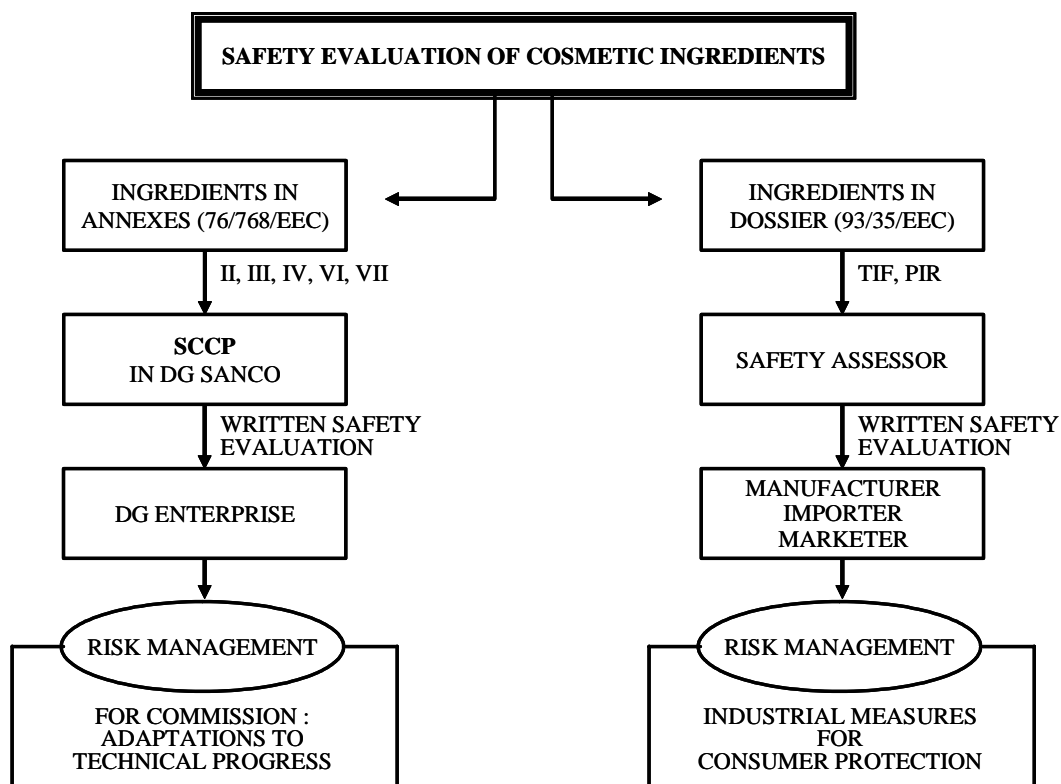 SAFETY EVALUATION OF COSMETIC INGREDIENTS
INGREDIENTS IN
ANNEXES (76/768/EEC)
II, III, IV, VI, VII
SCCP
IN DG SANCO
WRITTEN SAFETY
EVALUATION
DG ENTERPRISE
RISK MANAGEMENT
FOR COMMISSION :
ADAPTATIONS TO
TECHNICAL PROGRESS
INGREDIENTS IN
DOSSIER (93/35/EEC)
TIF, PIR
SAFETY ASSESSOR
WRITTEN SAFETY
EVALUATION
MANUFACTURER
IMPORTER
MARKETER
RISK MANAGEMENT
INDUSTRIAL MEASURES
FOR
CONSUMER PROTECTION